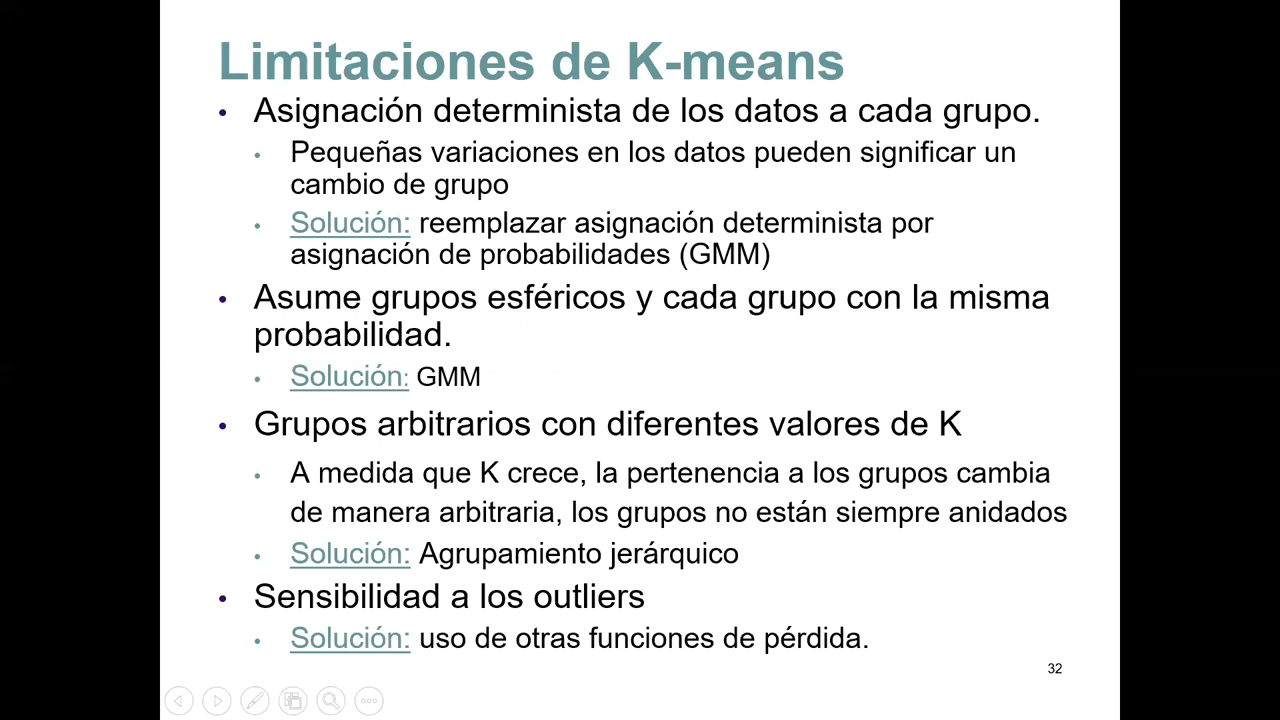 Limitaciones de K-means
• Asignación determinista de los datos a cada grupo.
• Pequeñas variaciones en los datos pueden significar un
cambio de grupo
• Solución: reemplazar asignación determinista por
asignación de probabilidades (GMM)
• Asume grupos esféricos y cada grupo con la misma
probabilidad.
• Solución: GMM
• Grupos arbitrarios con diferentes valores de K
• A medida que K crece, la pertenencia a los grupos cambia
de manera arbitraria, los grupos no están siempre anidados
• Solución: Agrupamiento jerárquico
• Sensibilidad a los outliers
• Solución: uso de otras funciones de pérdida.
32